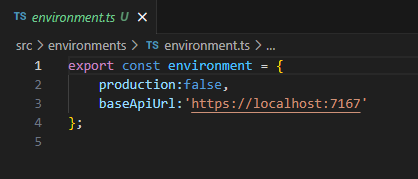 TS environment.ts U ×
src > environments > TS environment.ts > ...
1 export const environment = {
2 production:false,
3 baseApiUrl:'https://localhost:7167'
4 };
5